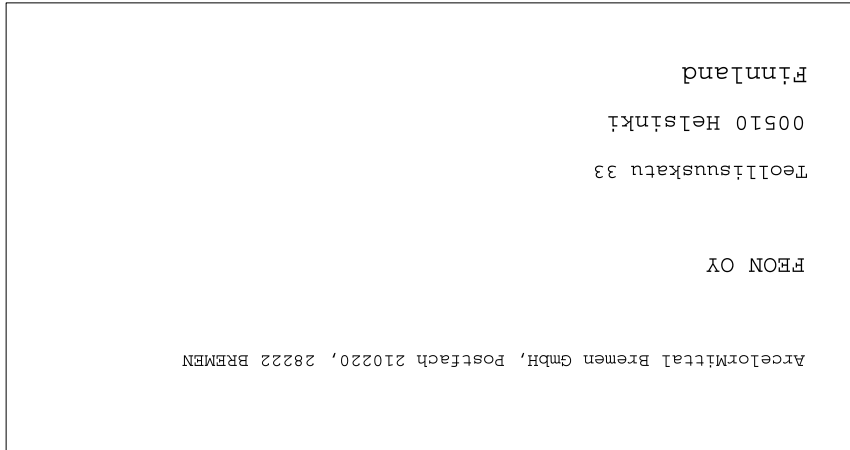 ArcelorMittal Bremen GmbH, Postfach 210220, 28222 BREMEN
FEON OY
Teollisuuskatu 33
00510 Helsinki
Finnland